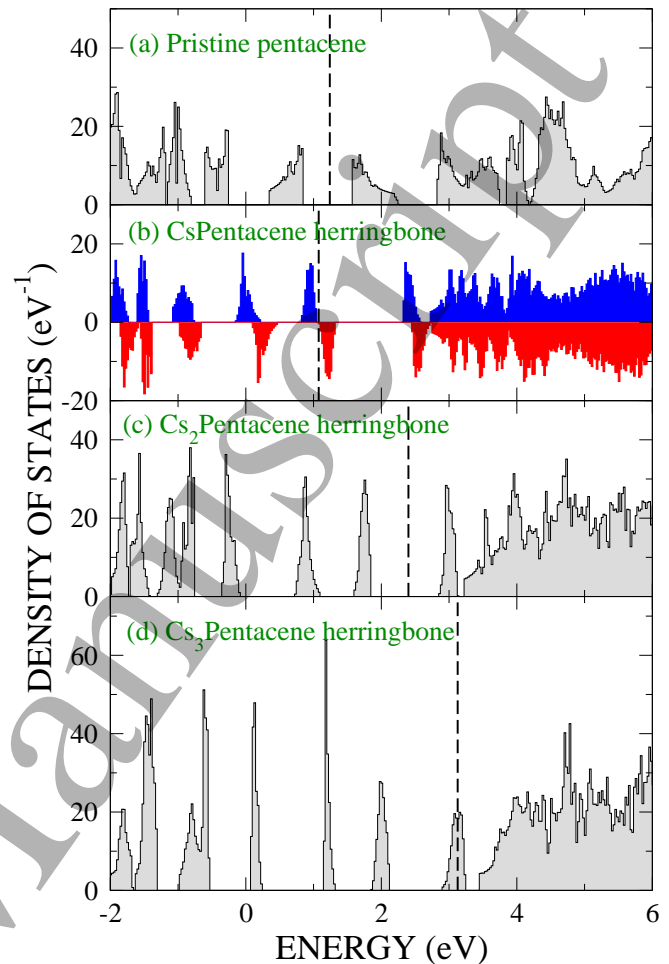 (a) Pristine pentacene
40
20
0
(b) CsPentacene herringbone
20
0
-20
(c) Cs₂Pentacene herringbone
40
20
0
(d) Cs₃Pentacene herringbone
60
40
20
0
-2 0 2 4 6
ENERGY (eV)
DENSITY OF STATES (eV⁻¹)
anuscript